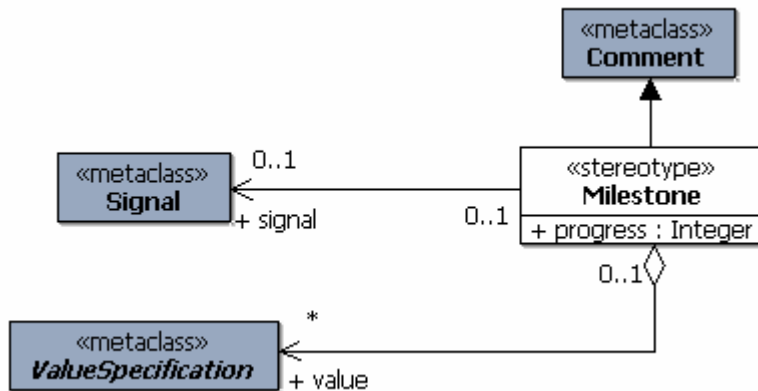 «metaclass»
Comment
«metaclass»
Signal
0..1
+ signal
0..1
«stereotype»
Milestone
+ progress : Integer
0..1
«metaclass»
ValueSpecification
*
+ value